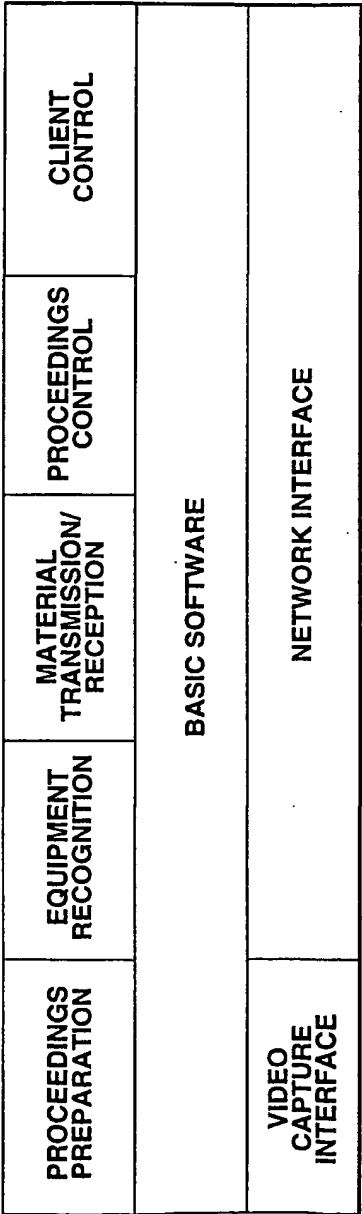 PROCEEDINGS
PREPARATION
EQUIPMENT
RECOGNITION
MATERIAL
TRANSMISSION/
RECEPTION
PROCEEDINGS
CONTROL
CLIENT
CONTROL
BASIC SOFTWARE
VIDEO
CAPTURE
INTERFACE
NETWORK INTERFACE